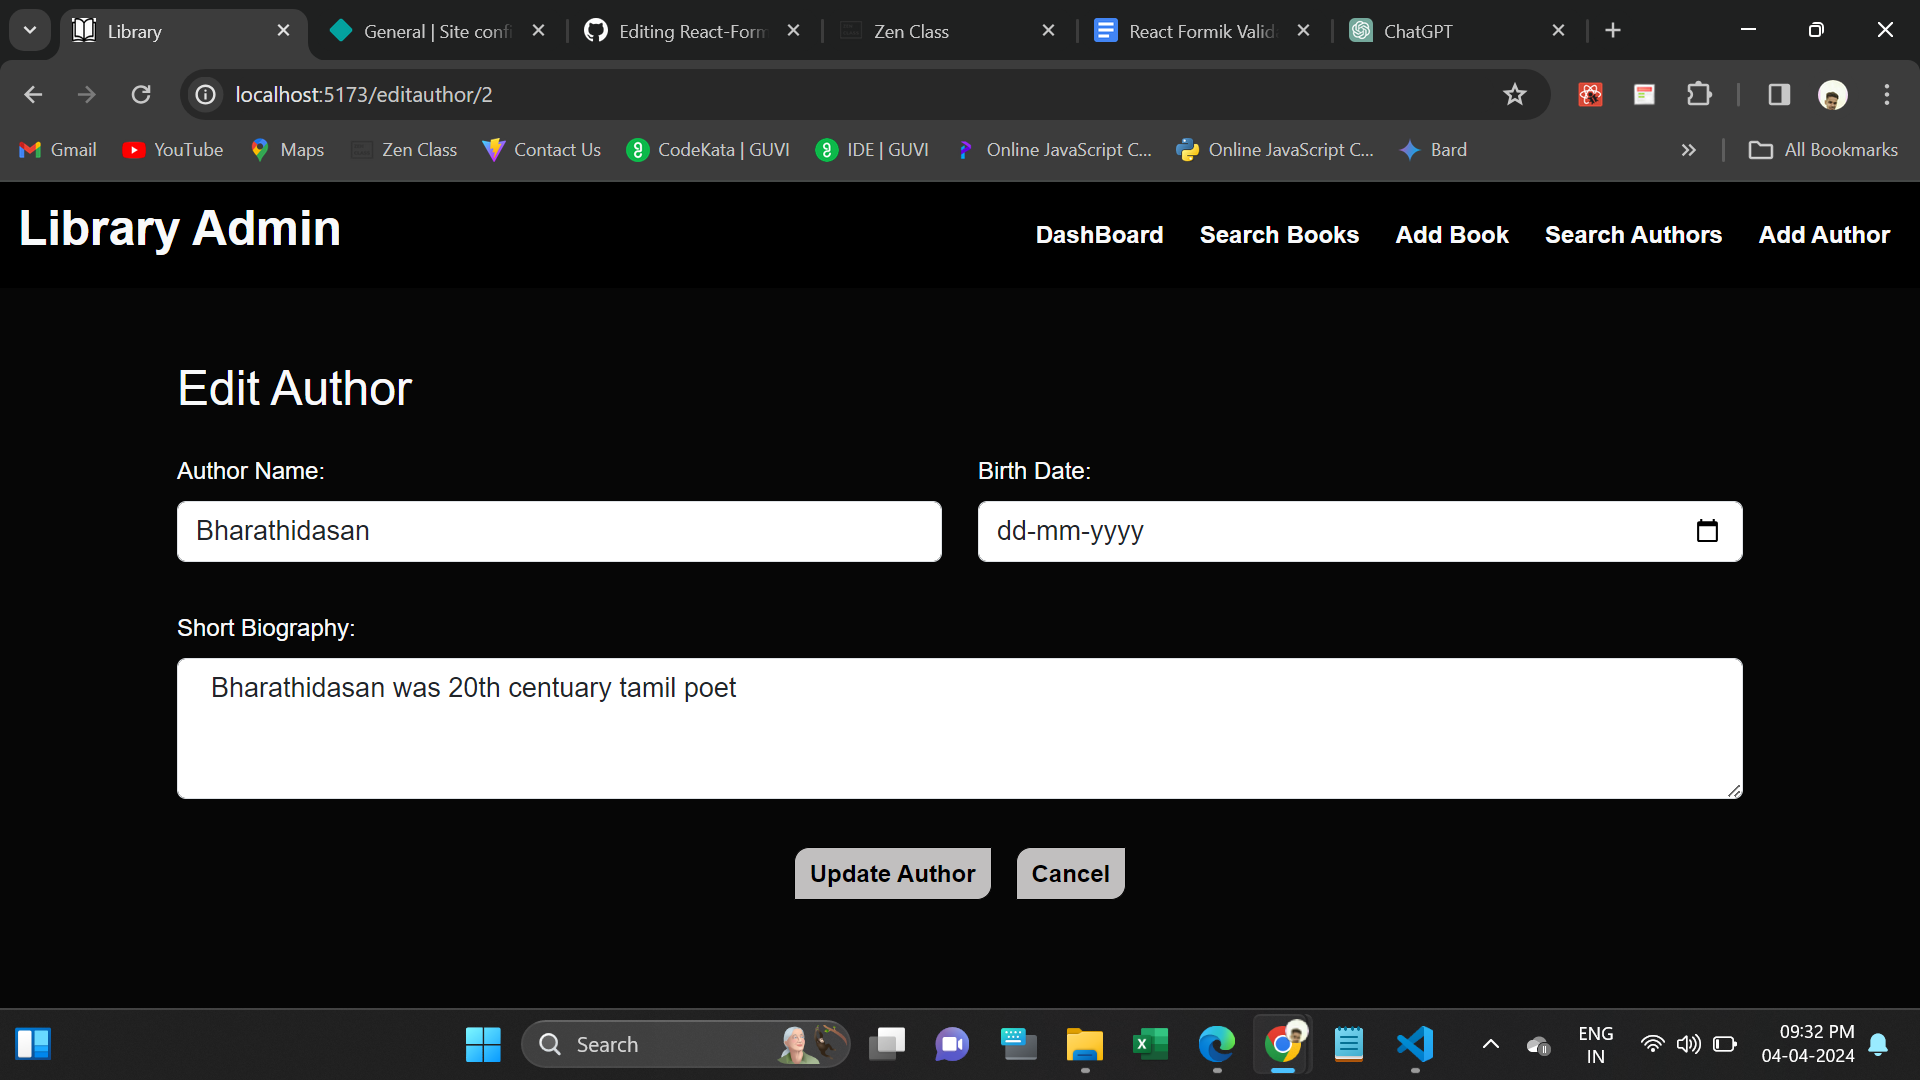 Library
General | Site confi
Editing React-Form
Zen Class
React Formik Valid
ChatGPT
localhost:5173/editauthor/2
Gmail
YouTube
Maps
Zen Class
Contact Us
CodeKata | GUVI
IDE | GUVI
Online JavaScript C...
Online JavaScript C...
Bard
All Bookmarks
Library Admin
DashBoard
Search Books
Add Book
Search Authors
Add Author
Edit Author
Author Name:
Birth Date:
Bharathidasan
dd-mm-yyyy
Short Biography:
Bharathidasan was 20th centuary tamil poet
Update Author
Cancel
Search
ENG
IN
09:32 PM
04-04-2024